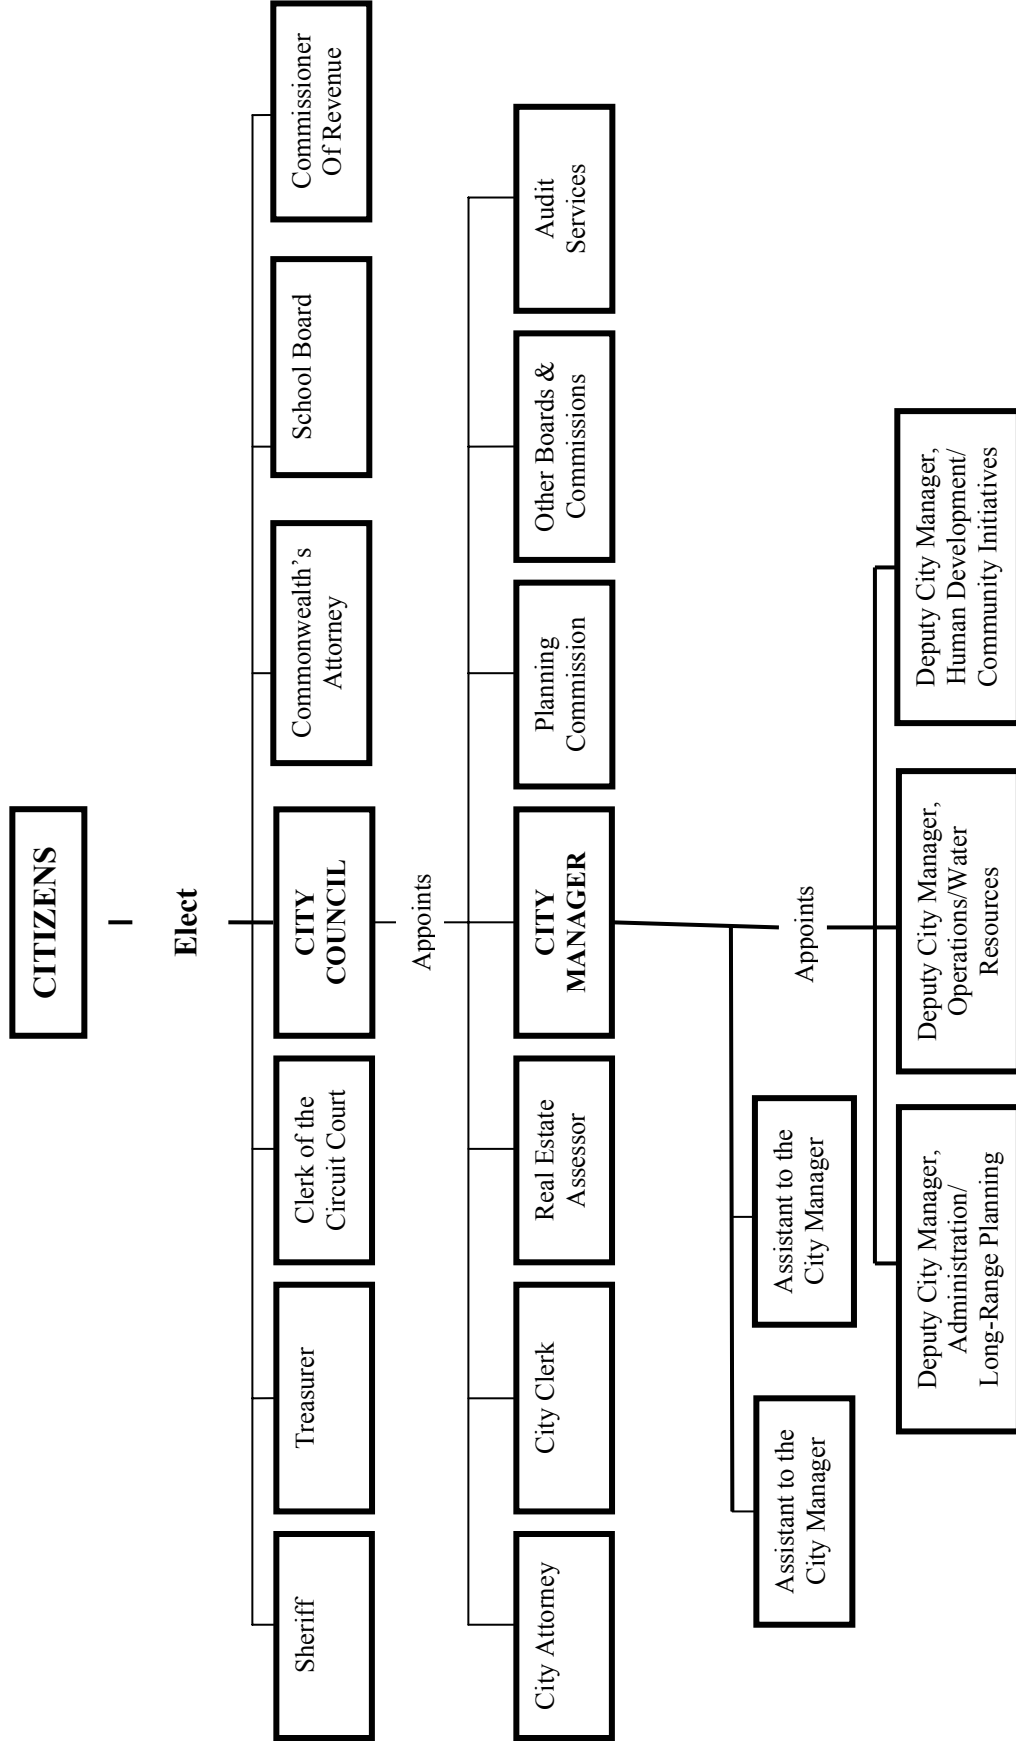 CITIZENS
Elect
Sheriff
Treasurer
Clerk of the
Circuit Court
CITY
COUNCIL
Commonwealth's
Attorney
School Board
Commissioner
Of Revenue
Appoints
City Attorney
City Clerk
Real Estate
Assessor
CITY
MANAGER
Planning
Commission
Other Boards &
Commissions
Audit
Services
Assistant to the
City Manager
Assistant to the
City Manager
Appoints
Deputy City Manager,
Administration/
Long-Range Planning
Deputy City Manager,
Operations/Water
Resources
Deputy City Manager,
Human Development/
Community Initiatives